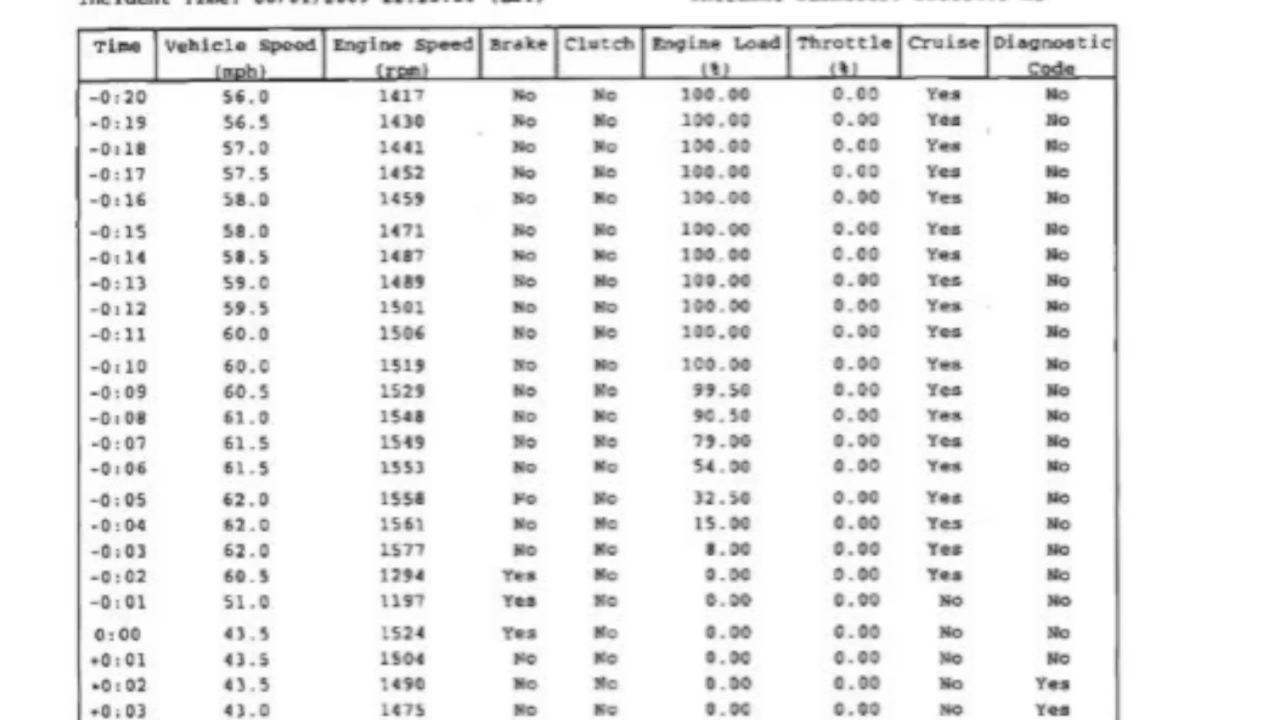 Time Vehicle Speed Engine Speed Brake Clutch Engine Load Throttle Cruise Diagnostic
(mph) (rpm) (%) (%) Code
-0:20 56.0 1417 No No 100.00 0.00 Yes No
-0:19 56.5 1430 No No 100.00 0.00 Yes No
-0:18 57.0 1441 No No 100.00 0.00 Yes No
-0:17 57.5 1452 No No 100.00 0.00 Yes No
-0:16 58.0 1459 No No 100.00 0.00 Yes No
-0:15 58.0 1471 No No 100.00 0.00 Yes No
-0:14 58.5 1487 No No 100.00 0.00 Yes No
-0:13 59.0 1489 No No 100.00 0.00 Yes No
-0:12 59.5 1501 No No 100.00 0.00 Yes No
-0:11 60.0 1506 No No 100.00 0.00 Yes No
-0:10 60.0 1519 No No 100.00 0.00 Yes No
-0:09 60.5 1529 No No 99.50 0.00 Yes No
-0:08 61.0 1548 No No 90.50 0.00 Yes No
-0:07 61.5 1549 No No 79.00 0.00 Yes No
-0:06 61.5 1553 No No 54.00 0.00 Yes No
-0:05 62.0 1558 No No 32.50 0.00 Yes No
-0:04 62.0 1561 No No 15.00 0.00 Yes No
-0:03 62.0 1577 No No 8.00 0.00 Yes No
-0:02 60.5 1294 Yes No 0.00 0.00 Yes No
-0:01 51.0 1197 Yes No 0.00 0.00 No No
0:00 43.5 1524 Yes No 0.00 0.00 No No
+0:01 43.5 1504 No No 0.00 0.00 No No
+0:02 43.5 1490 No No 0.00 0.00 No Yes
+0:03 43.0 1475 No No 0.00 0.00 No Yes